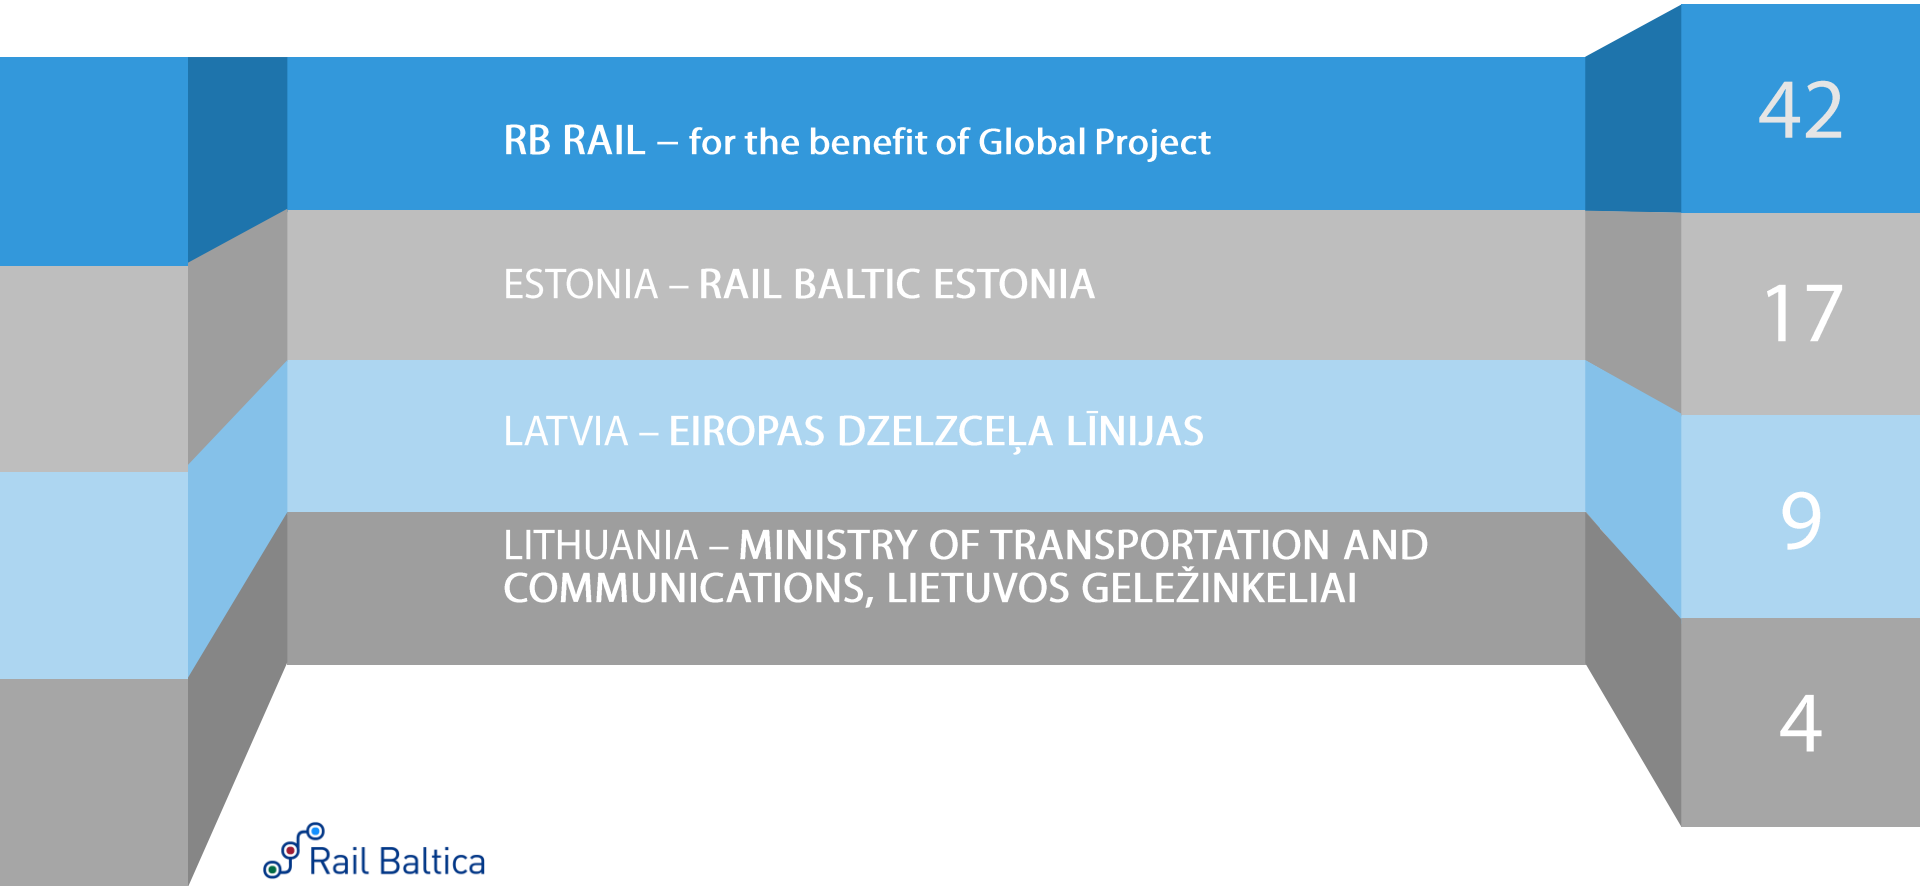 RB RAIL – for the benefit of Global Project
42
ESTONIA – RAIL BALTIC ESTONIA
17
LATVIA – EIROPAS DZELZCEĻA LĪNIJAS
9
LITHUANIA – MINISTRY OF TRANSPORTATION AND
COMMUNICATIONS, LIETUVOS GELEŽINKELIAI
4
Rail Baltica